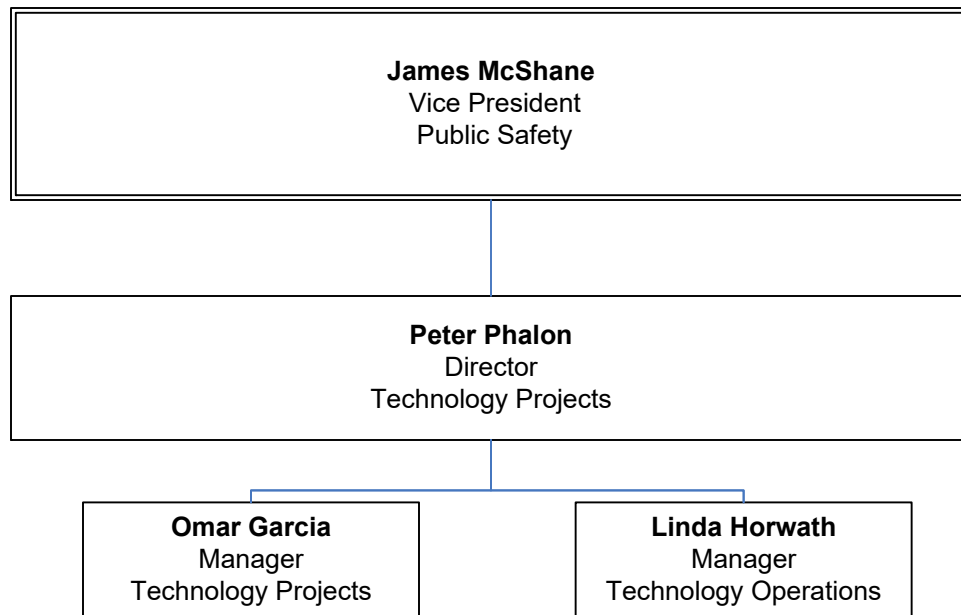 James McShane
Vice President
Public Safety
Peter Phalon
Director
Technology Projects
Omar Garcia
Manager
Technology Projects
Linda Horwath
Manager
Technology Operations